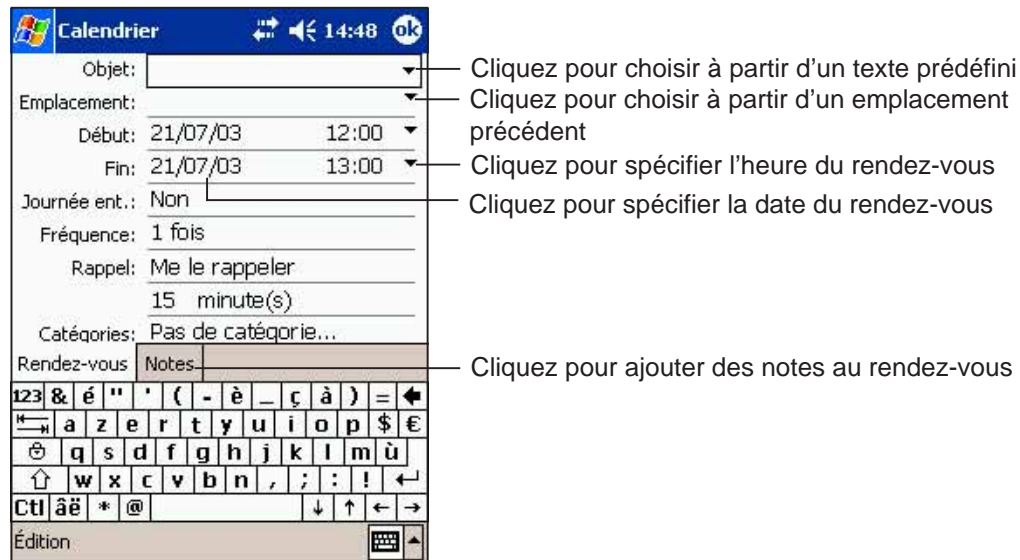 Calendrier 14:48 ok
Objet:
Emplacement:
Début: 21/07/03 12:00
Fin: 21/07/03 13:00
Journée ent.: Non
Fréquence: 1 fois
Rappel: Me le rappeler
15 minute(s)
Catégories: Pas de catégorie...
Rendez-vous Notes
123 & é " ' ( - è _ ç à ) =
a z e r t y u i o p $ €
q s d f g h j k l m ù
w x c v b n , ; : !
Ctl âë * @ ↓ ↑ ← →
Édition
Cliquez pour choisir à partir d'un texte prédéfini
Cliquez pour choisir à partir d'un emplacement
précédent
Cliquez pour spécifier l'heure du rendez-vous
Cliquez pour spécifier la date du rendez-vous
Cliquez pour ajouter des notes au rendez-vous